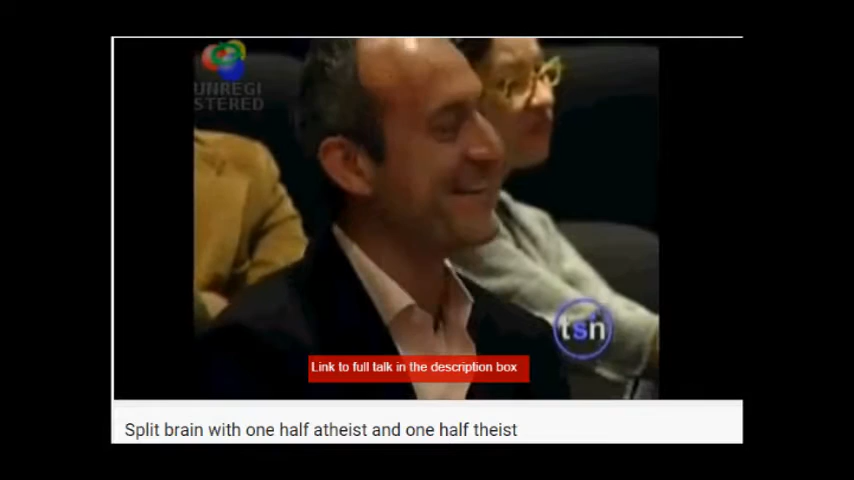 UNREGI
STERED
tsn
Link to full talk in the description box
Split brain with one half atheist and one half theist